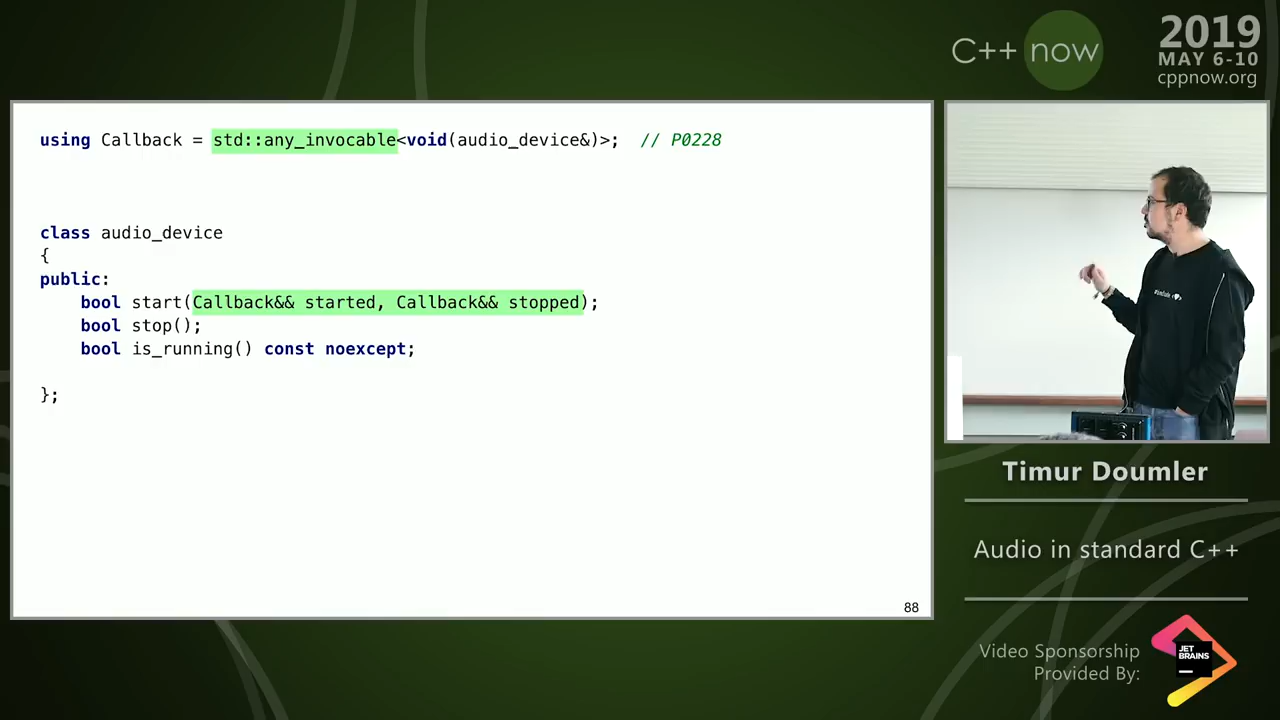 C++ now
2019
MAY 6-10
cppnow.org
using Callback = std::any_invocable<void(audio_device&)>; // P0228
class audio_device
{
public:
bool start(Callback&& started, Callback&& stopped);
bool stop();
bool is_running() const noexcept;
};
88
Timur Doumler
Audio in standard C++
Video Sponsorship
Provided By:
JET
BRAINS